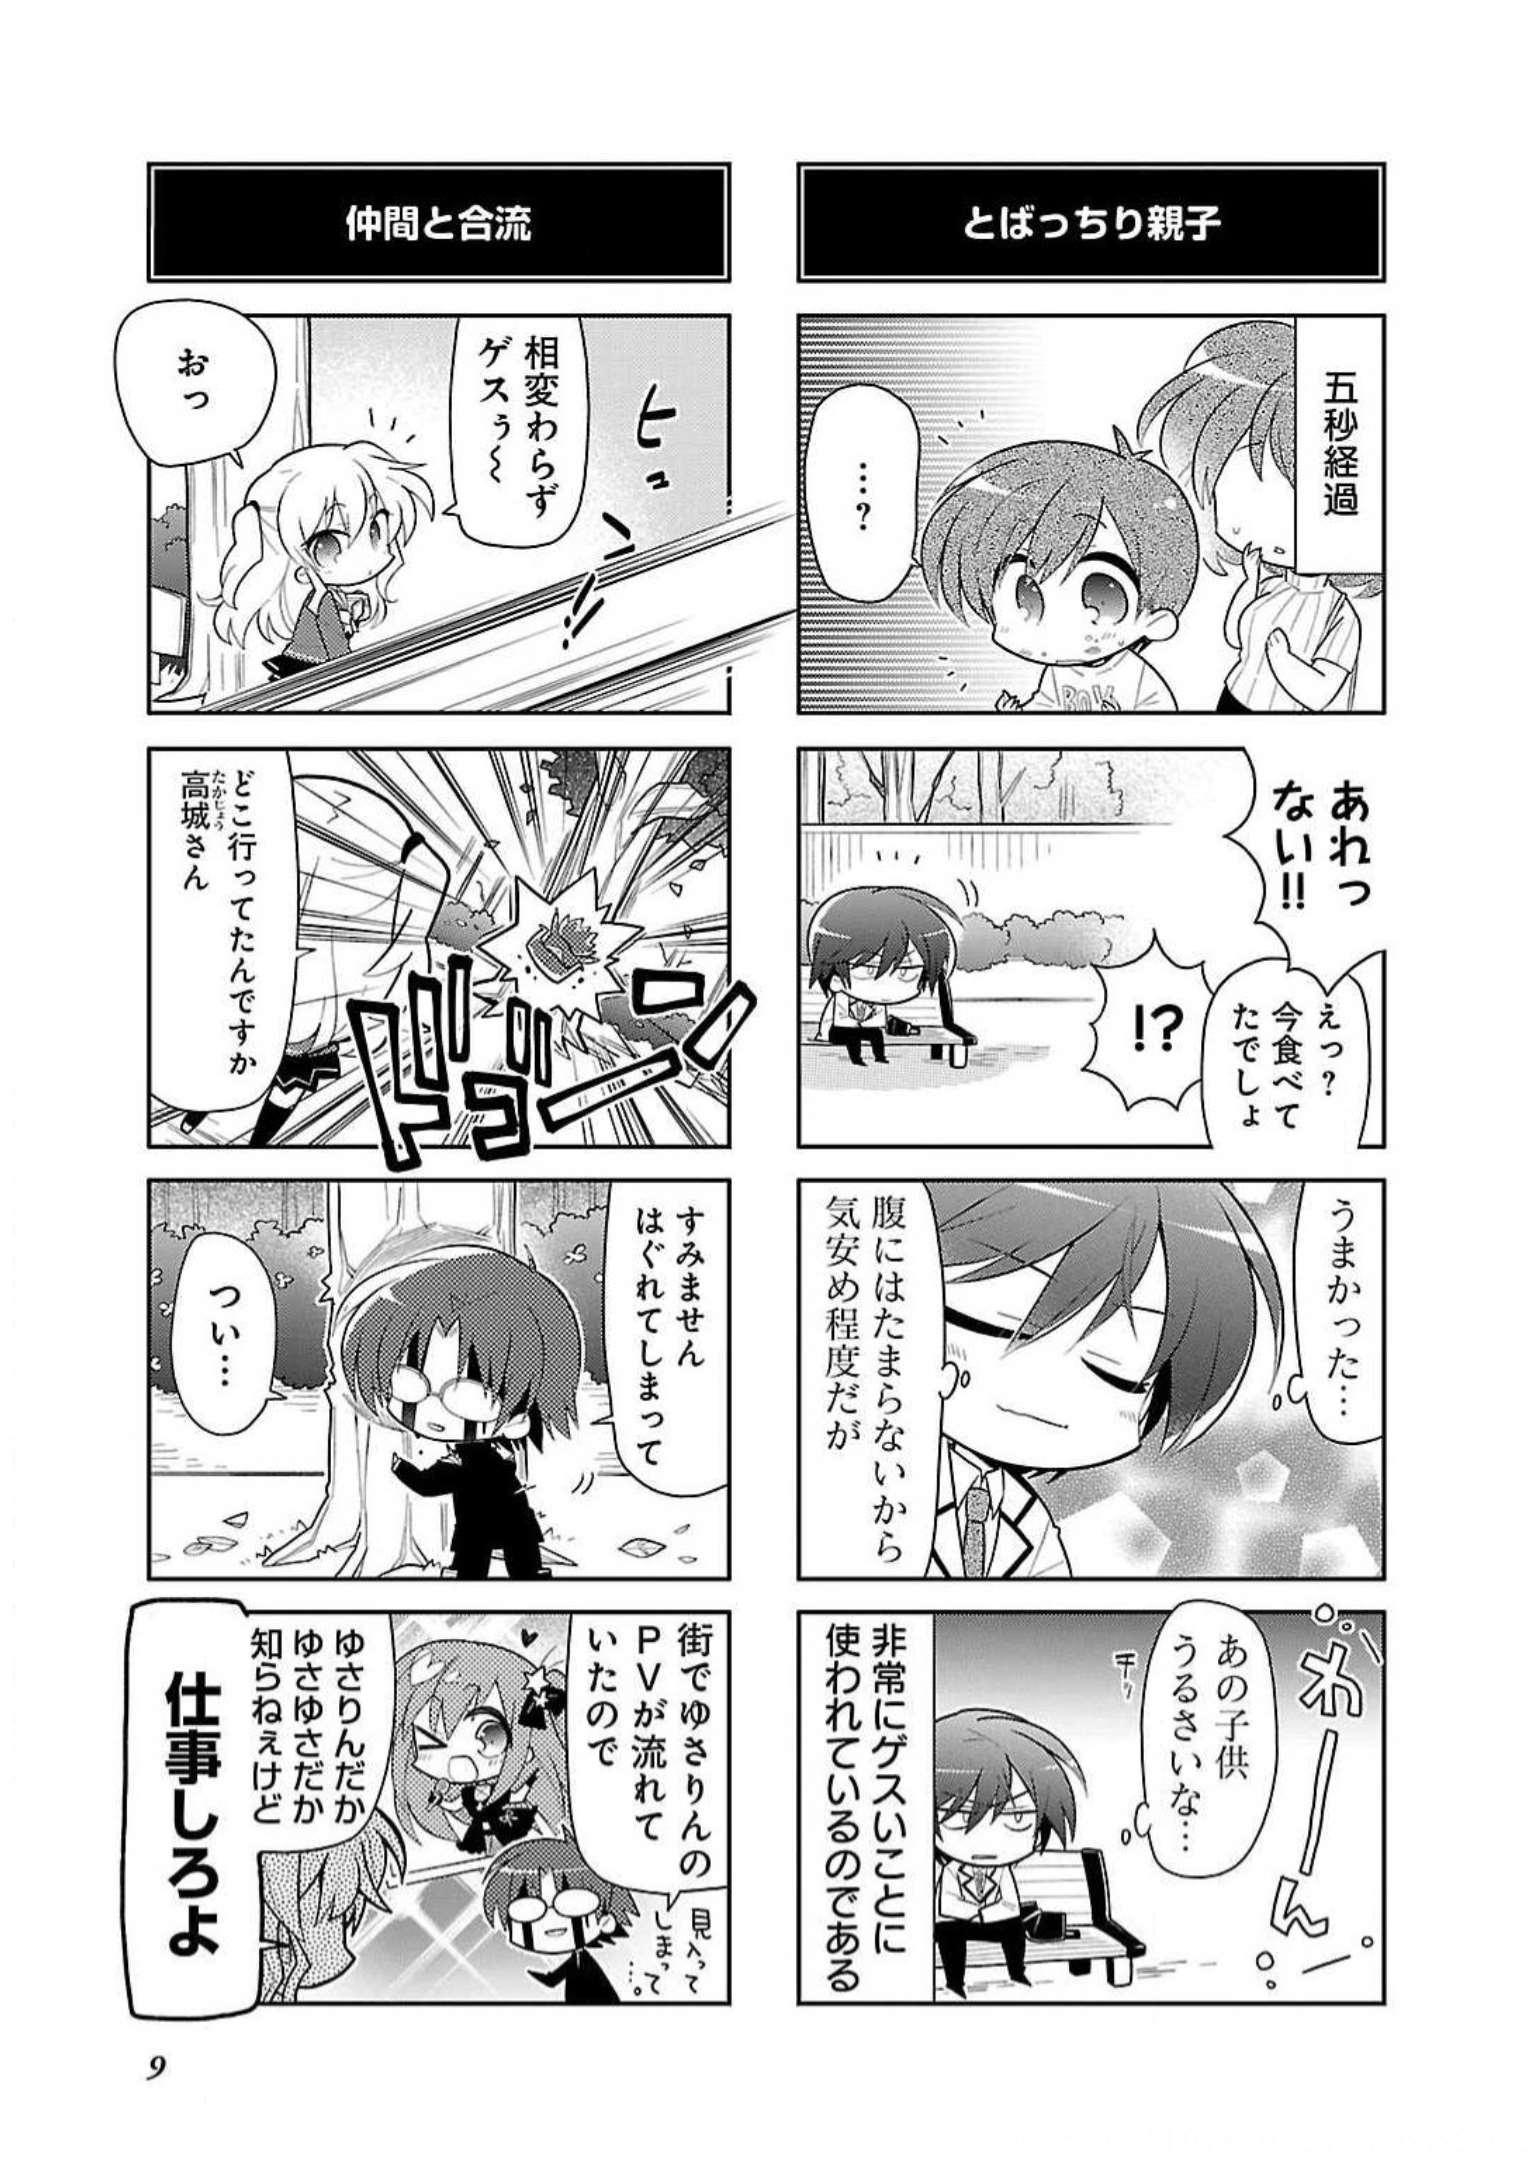 とばっちり親子
五秒経過
…?
あれっ
ない!!
えっ?
今食べて
たでしょ
!?
うまかった…
腹にはたまらないから
気安め程度だが
わーん
あの子供
うるさいな…
チッ
非常にゲスいことに
使われているのである
仲間と合流
ヒュッ
相変わらず
ゲスぅ〜
おっ
ドゴーン
どこ行ってたんですか
高城さん
たかじょう
すみません
はぐれてしまって
つい…
街でゆさりんの
PVが流れて
いたので
見入って
しまって
…。
ゆさりんだか
ゆさゆさだか
知らねぇけど
仕事しろよ
9